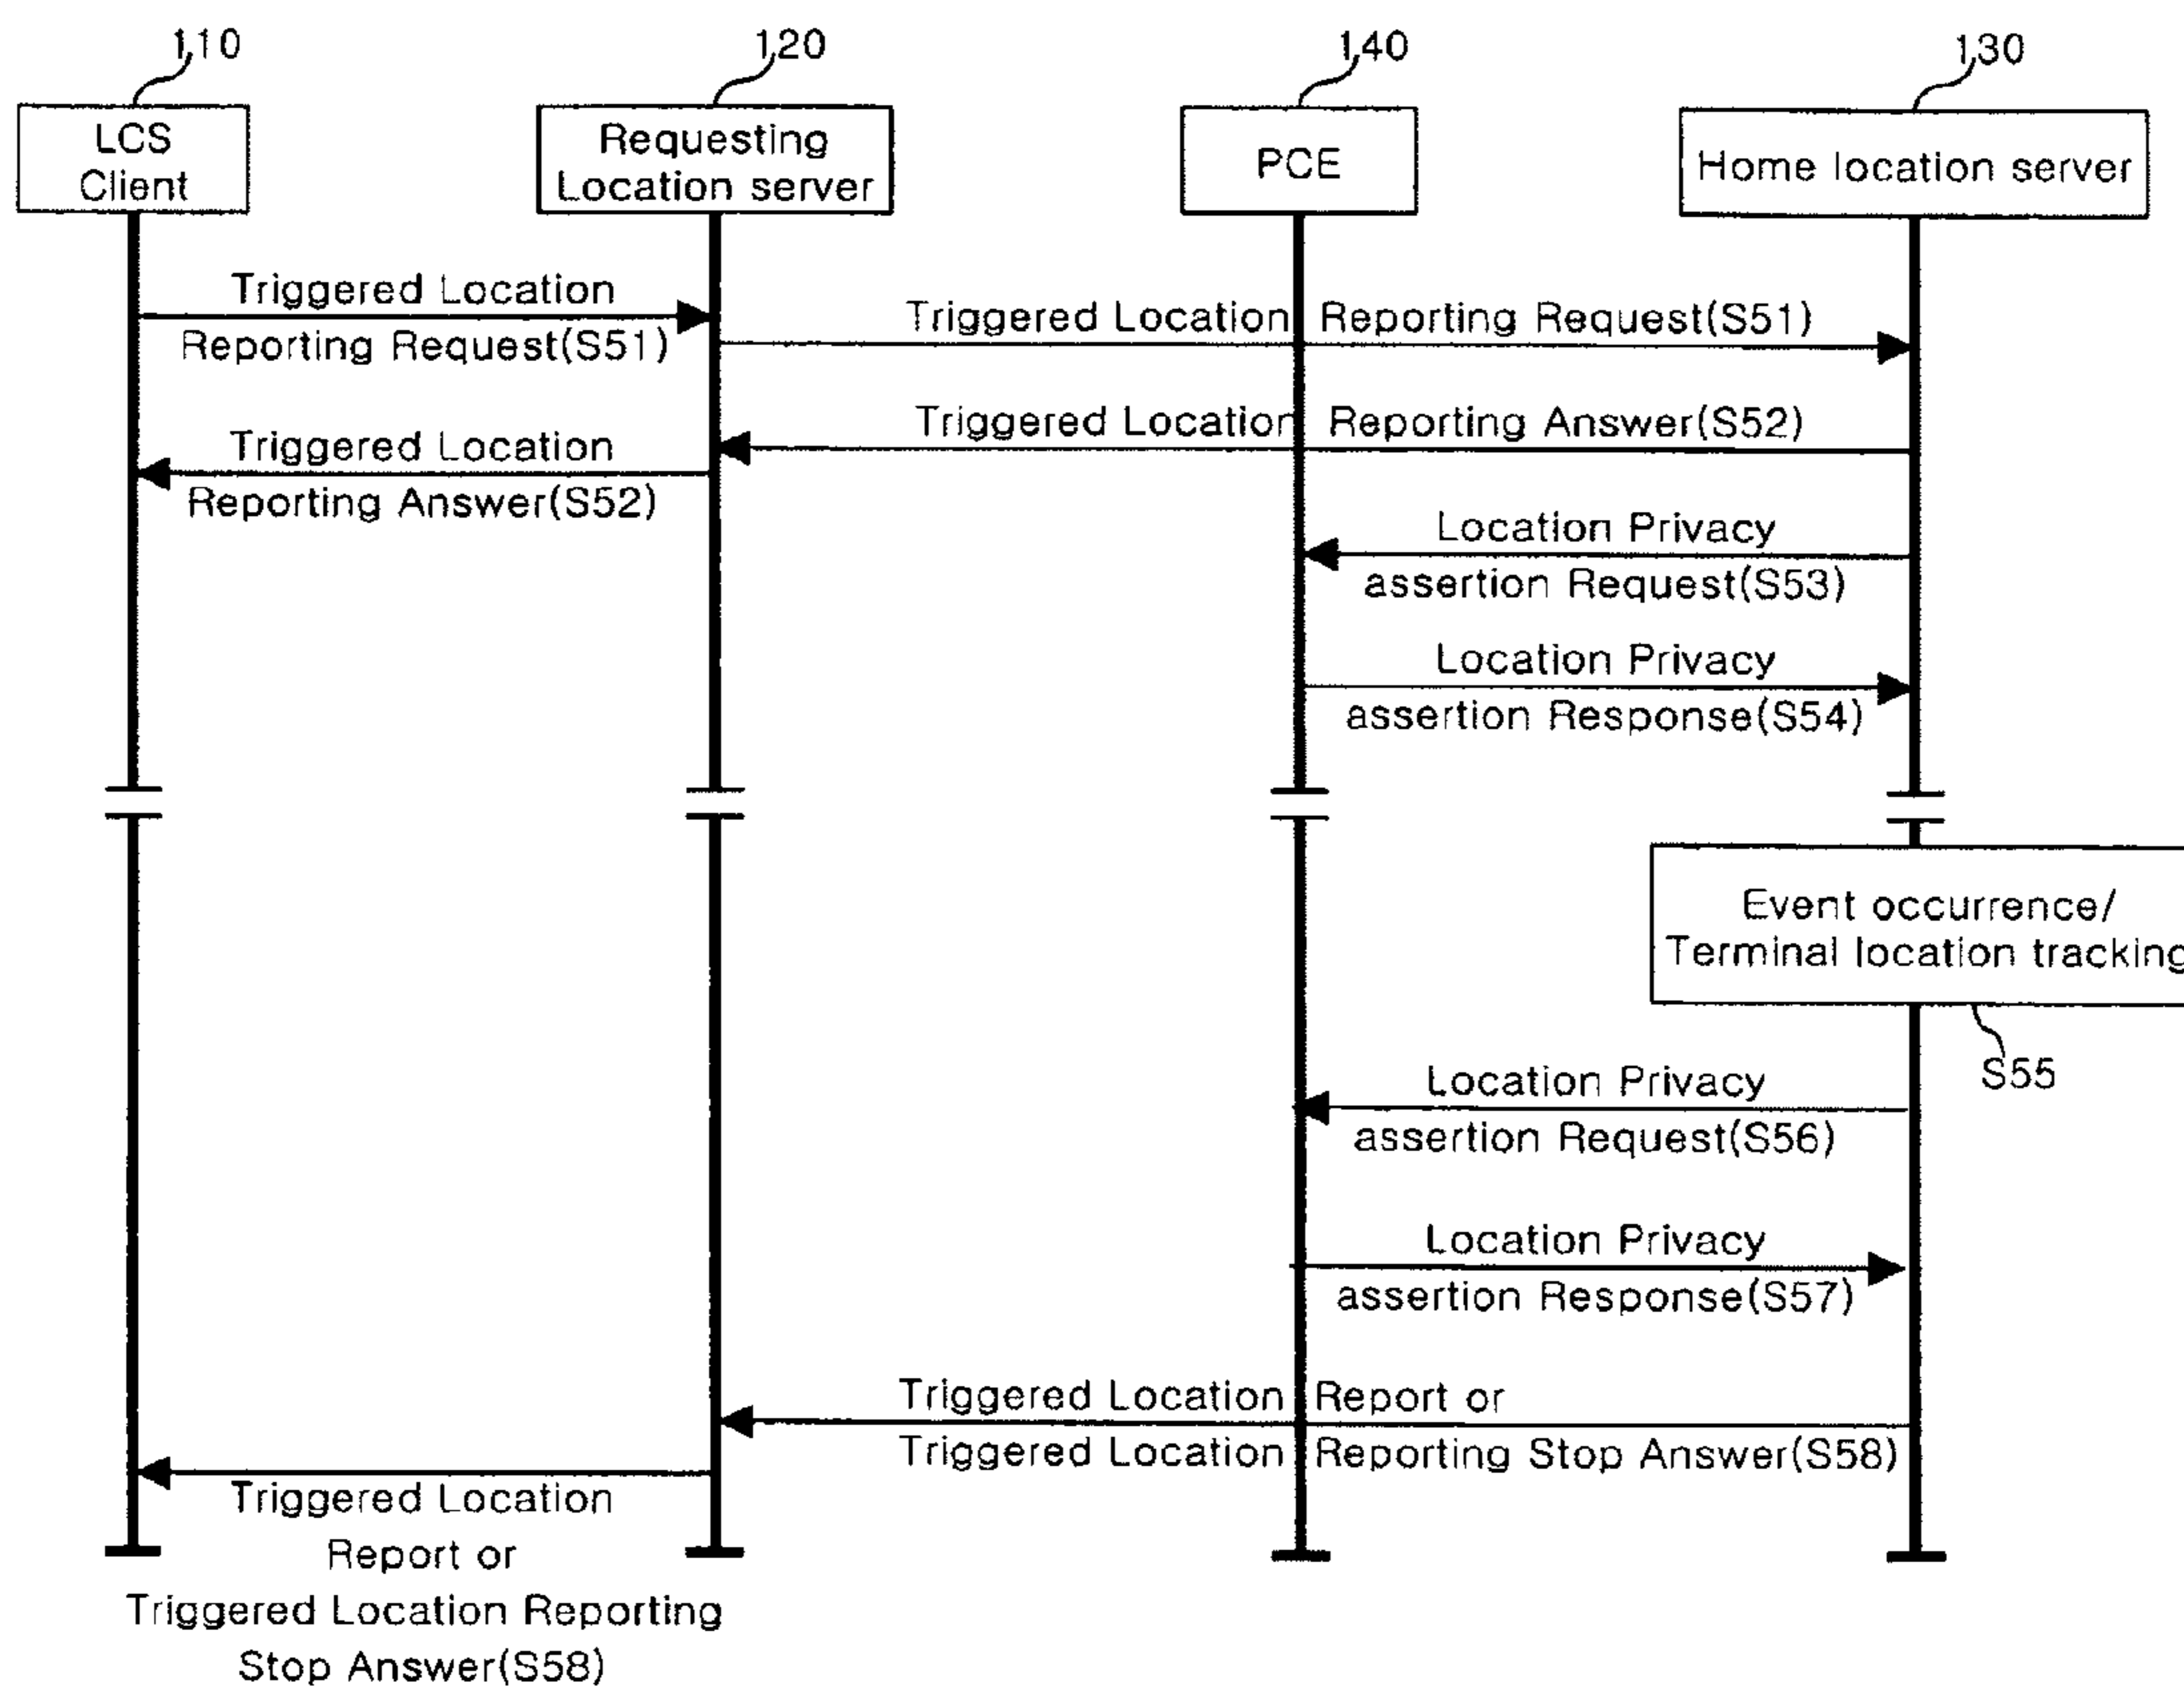 110
120
140
130
LCS
Client
Requesting
Location server
PCE
Home location server
Triggered Location
Reporting Request(S51)
Triggered Location Reporting Request(S51)
Triggered Location Reporting Answer(S52)
Triggered Location
Reporting Answer(S52)
Location Privacy
assertion Request(S53)
Location Privacy
assertion Response(S54)
Event occurrence/
Terminal location tracking
S55
Location Privacy
assertion Request(S56)
Location Privacy
assertion Response(S57)
Triggered Location Report or
Triggered Location Reporting Stop Answer(S58)
Triggered Location
Report or
Triggered Location Reporting
Stop Answer(S58)